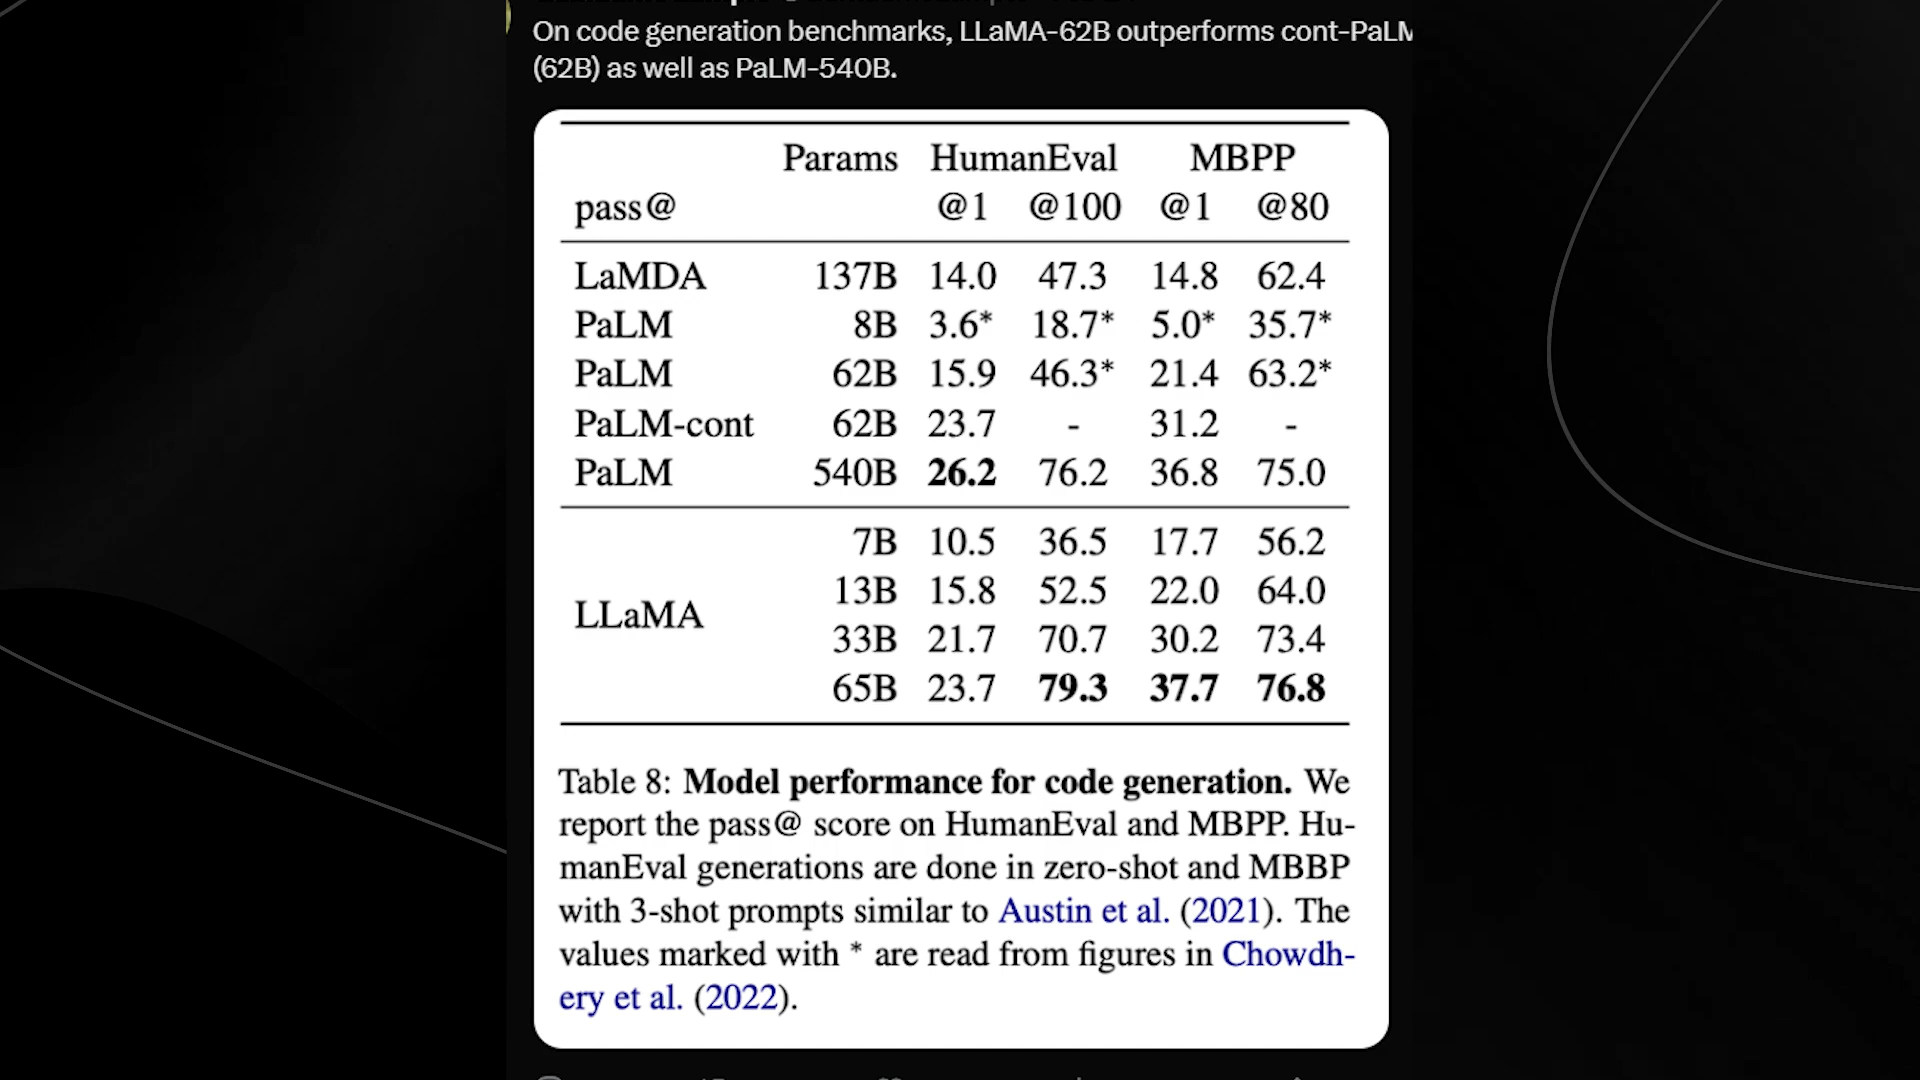 On code generation benchmarks, LLaMA-62B outperforms cont-PaLM
(62B) as well as PaLM-540B.
Params HumanEval MBPP
pass@ @1 @100 @1 @80
LaMDA 137B 14.0 47.3 14.8 62.4
PaLM 8B 3.6* 18.7* 5.0* 35.7*
PaLM 62B 15.9 46.3* 21.4 63.2*
PaLM-cont 62B 23.7 - 31.2 -
PaLM 540B 26.2 76.2 36.8 75.0
7B 10.5 36.5 17.7 56.2
13B 15.8 52.5 22.0 64.0
LLaMA
33B 21.7 70.7 30.2 73.4
65B 23.7 79.3 37.7 76.8
Table 8: Model performance for code generation. We
report the pass@ score on HumanEval and MBPP. Hu-
manEval generations are done in zero-shot and MBBP
with 3-shot prompts similar to Austin et al. (2021). The
values marked with * are read from figures in Chowdh-
ery et al. (2022).